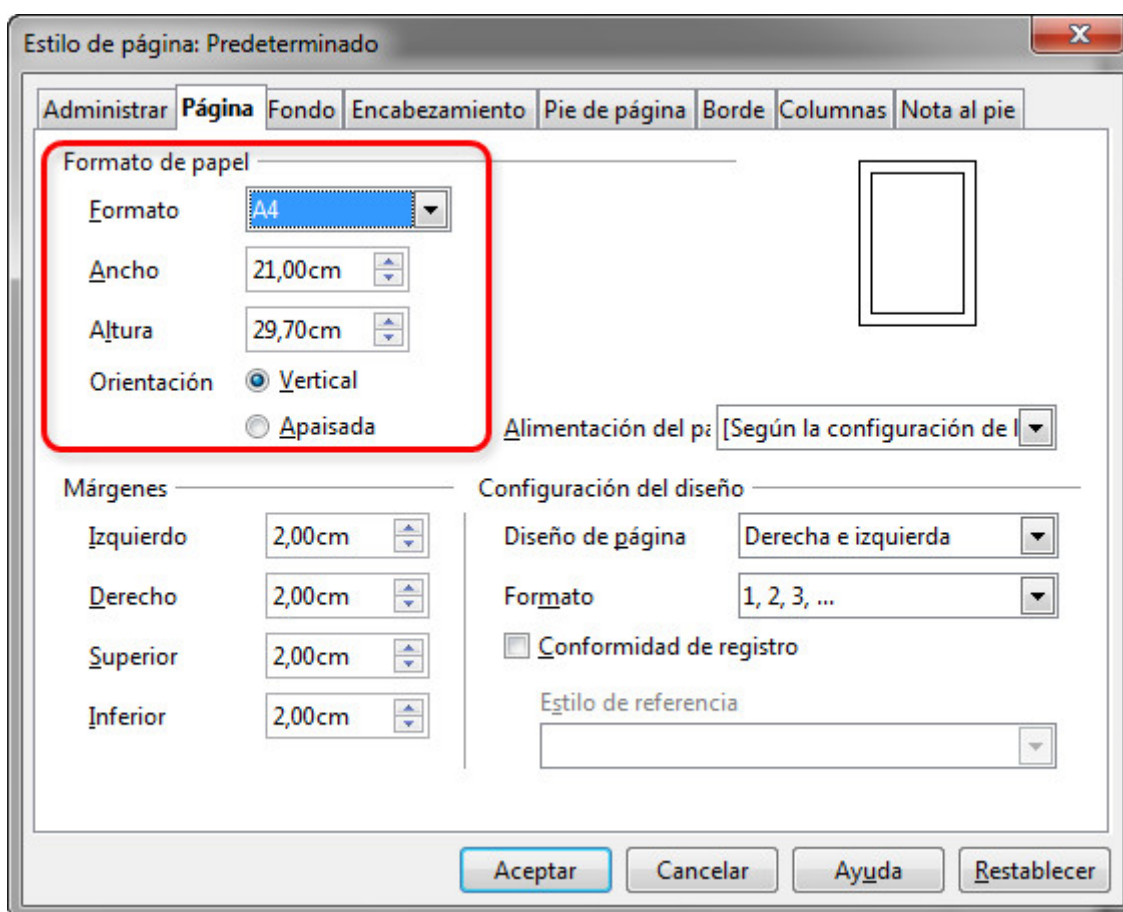 Estilo de página: Predeterminado
Administrar Página Fondo Encabezamiento Pie de página Borde Columnas Nota al pie
Formato de papel
Formato A4
Ancho 21,00cm
Altura 29,70cm
Orientación Vertical
Apaisada
Alimentación del pa [Según la configuración de l
Márgenes
Izquierdo 2,00cm
Derecho 2,00cm
Superior 2,00cm
Inferior 2,00cm
Configuración del diseño
Diseño de página Derecha e izquierda
Formato 1, 2, 3, ...
Conformidad de registro
Estilo de referencia
Aceptar Cancelar Ayuda Restablecer